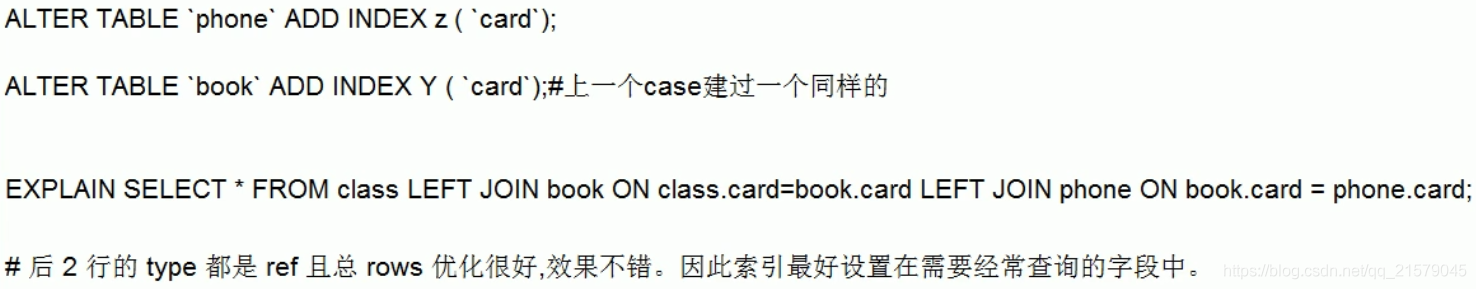 ALTER TABLE `phone` ADD INDEX z ( `card`);
ALTER TABLE `book` ADD INDEX Y ( `card`);#上一个case建过一个同样的
EXPLAIN SELECT * FROM class LEFT JOIN book ON class.card=book.card LEFT JOIN phone ON book.card = phone.card;
# 后 2 行的 type 都是 ref 且总 rows 优化很好,效果不错。因此索引最好设置在需要经常查询的字段中。
https://blog.csdn.net/qq_21579045